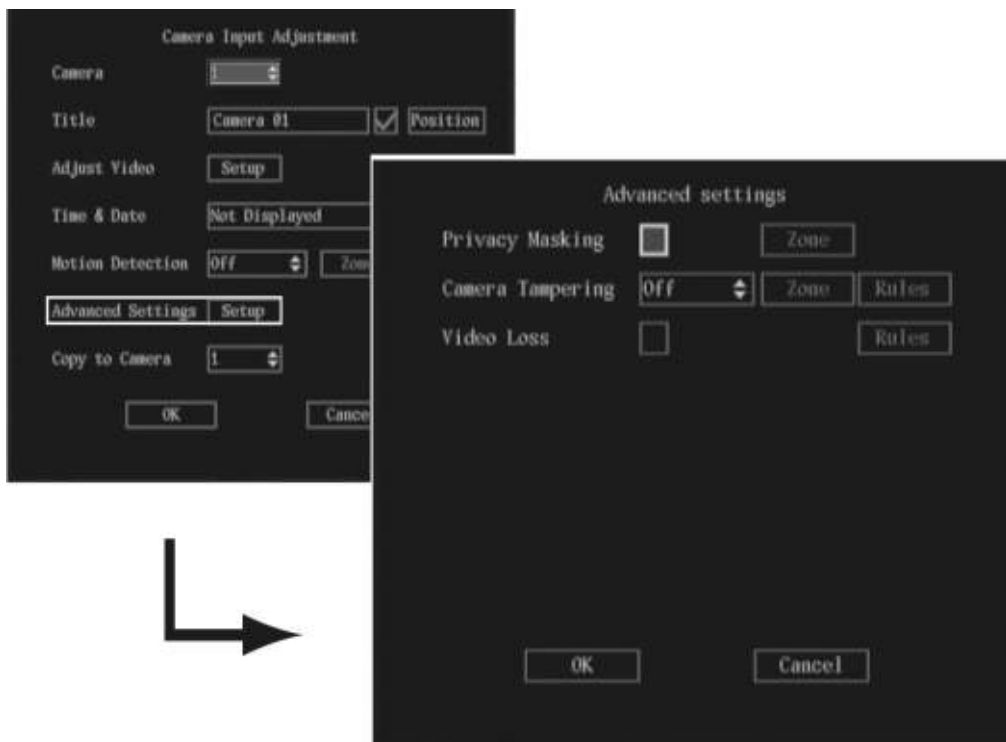 Camera Input Adjustment
Camera 1
Title Camera 01 Position
Adjust Video Setup
Time & Date Not Displayed
Motion Detection Off Zone
Advanced Settings Setup
Copy to Camera 1
OK Cance
Advanced settings
Privacy Masking Zone
Camera Tampering Off Zone Rules
Video Loss Rules
OK Cancel